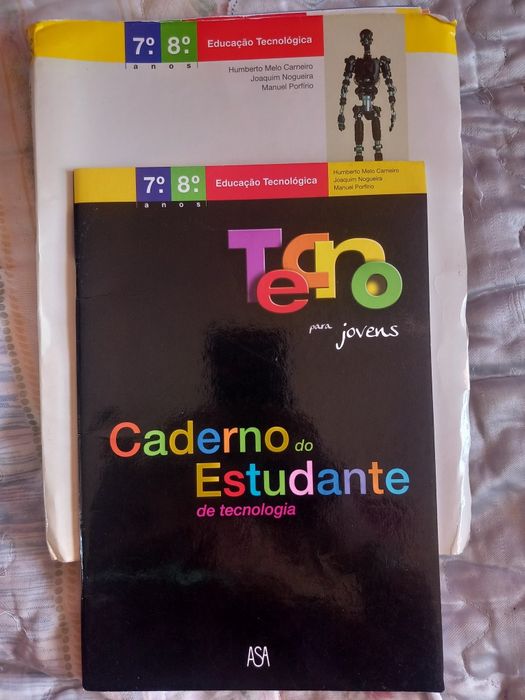 7º. 8º. Educação Tecnológica
anos
Humberto Melo Carneiro
Joaquim Nogueira
Manuel Porfírio
7º. 8º. Educação Tecnológica
anos
Humberto Melo Carneiro
Joaquim Nogueira
Manuel Porfírio
Tecno
para jovens
Caderno do
Estudante
de tecnologia
ASA